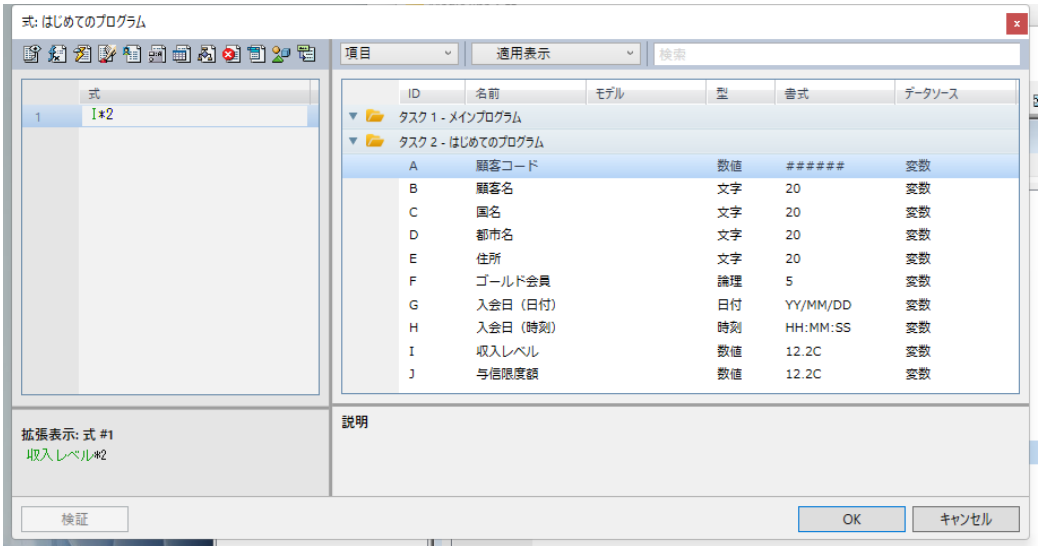 式: はじめてのプログラム
項目 適用表示 検索
式
1 I*2
ID 名前 モデル 型 書式 データソース
タスク 1 - メインプログラム
タスク 2 - はじめてのプログラム
A 顧客コード 数値 ###### 変数
B 顧客名 文字 20 変数
C 国名 文字 20 変数
D 都市名 文字 20 変数
E 住所 文字 20 変数
F ゴールド会員 論理 5 変数
G 入会日（日付） 日付 YY/MM/DD 変数
H 入会日（時刻） 時刻 HH:MM:SS 変数
I 収入レベル 数値 12.2C 変数
J 与信限度額 数値 12.2C 変数
拡張表示: 式 #1
収入レベル*2
説明
検証
OK キャンセル